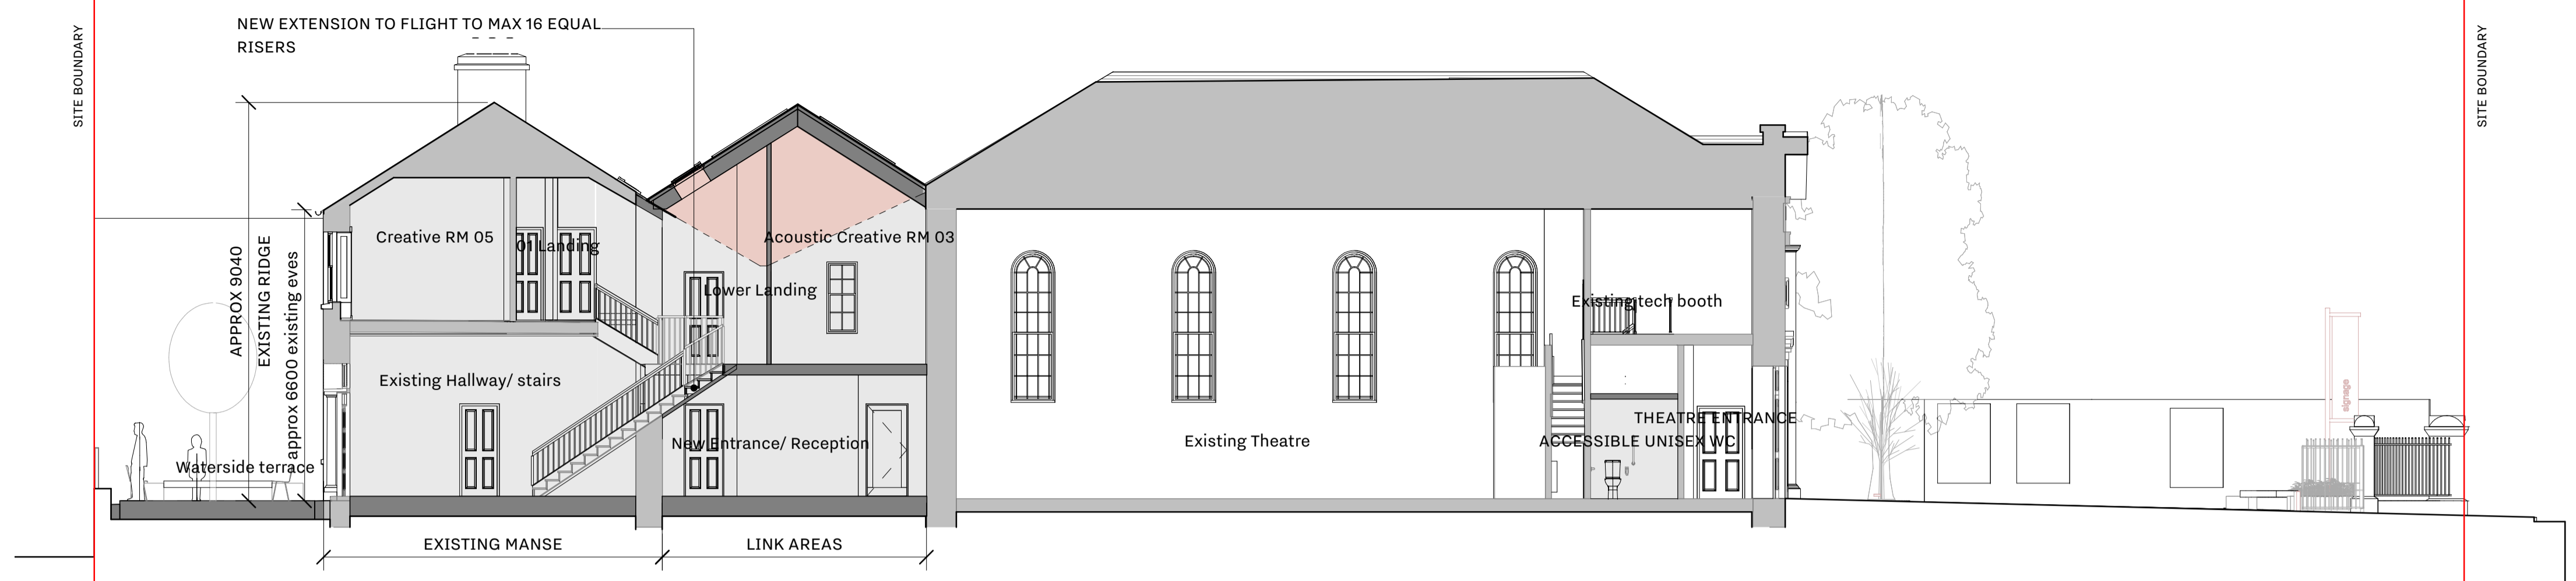 NEW EXTENSION TO FLIGHT TO MAX 16 EQUAL
RISERS
SITE BOUNDARY
SITE BOUNDARY
APPROX 9040
EXISTING RIDGE
approx 6600 existing eves
Creative RM 05
01 Landing
Acoustic Creative RM 03
Lower Landing
Existing tech booth
Existing Hallway/ stairs
signage
THEATRE ENTRANCE
New Entrance/ Reception
Existing Theatre
ACCESSIBLE UNISEX WC
Waterside terrace
EXISTING MANSE
LINK AREAS